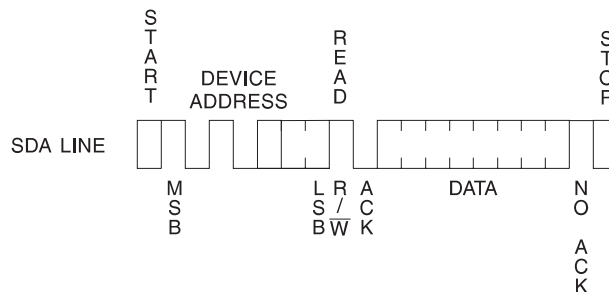 START
DEVICE
ADDRESS
READ
STOP
SDA LINE
MSB
LSB
R/W
ACK
DATA
NO ACK